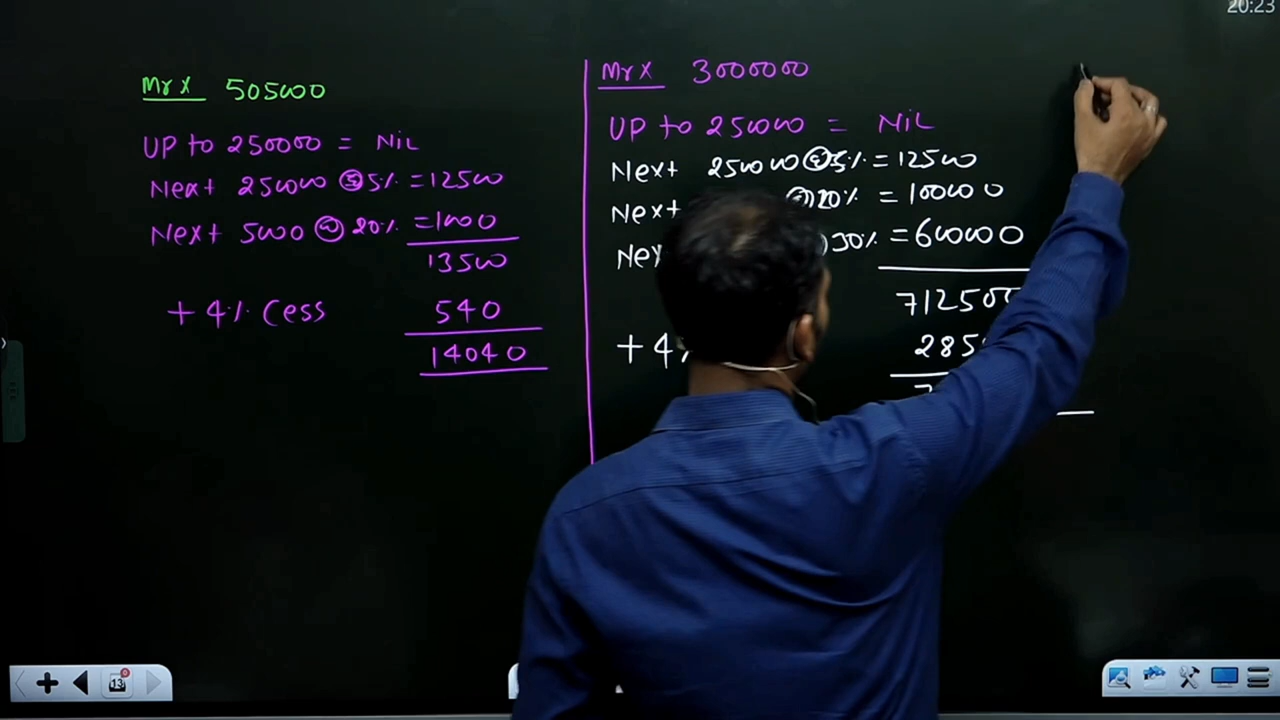 20:23
Mr X 505000
UP to 250000 = Nil
Next 250000 @ 5% = 12500
Next 5000 @ 20% = 1000
13500
+ 4% Cess 540
14040
Mr X 3000000
UP to 250000 = Nil
Next 250000 @ 5% = 12500
Next @ 20% = 100000
30% = 600000
712500
+ 4
13